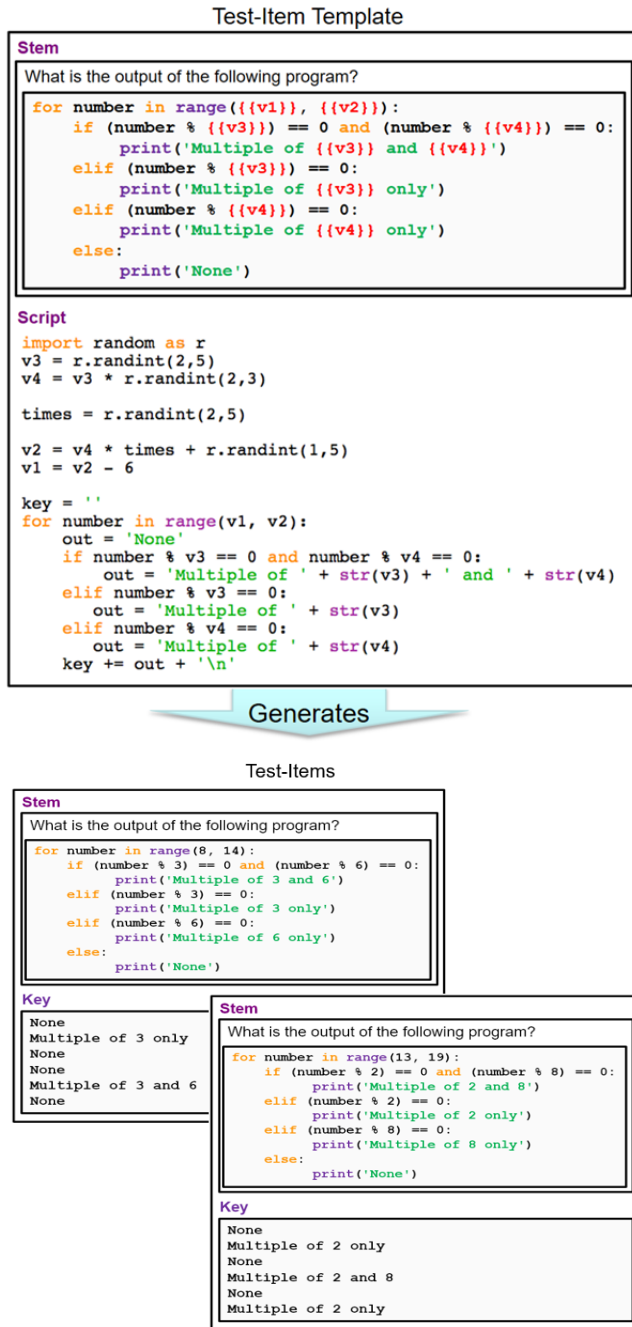 Test-Item Template
Stem
What is the output of the following program?
for number in range({{v1}}, {{v2}}):
    if (number % {{v3}}) == 0 and (number % {{v4}}) == 0:
        print('Multiple of {{v3}} and {{v4}}')
    elif (number % {{v3}}) == 0:
        print('Multiple of {{v3}} only')
    elif (number % {{v4}}) == 0:
        print('Multiple of {{v4}} only')
    else:
        print('None')
Script
import random as r
v3 = r.randint(2,5)
v4 = v3 * r.randint(2,3)
times = r.randint(2,5)
v2 = v4 * times + r.randint(1,5)
v1 = v2 - 6
key = ''
for number in range(v1, v2):
    out = 'None'
    if number % v3 == 0 and number % v4 == 0:
        out = 'Multiple of ' + str(v3) + ' and ' + str(v4)
    elif number % v3 == 0:
        out = 'Multiple of ' + str(v3)
    elif number % v4 == 0:
        out = 'Multiple of ' + str(v4)
    key += out + '\n'
Generates
Test-Items
Stem
What is the output of the following program?
for number in range(8, 14):
    if (number % 3) == 0 and (number % 6) == 0:
        print('Multiple of 3 and 6')
    elif (number % 3) == 0:
        print('Multiple of 3 only')
    elif (number % 6) == 0:
        print('Multiple of 6 only')
    else:
        print('None')
Key
None
Multiple of 3 only
None
None
Multiple of 3 and 6
None
Stem
What is the output of the following program?
for number in range(13, 19):
    if (number % 2) == 0 and (number % 8) == 0:
        print('Multiple of 2 and 8')
    elif (number % 2) == 0:
        print('Multiple of 2 only')
    elif (number % 8) == 0:
        print('Multiple of 8 only')
    else:
        print('None')
Key
None
Multiple of 2 only
None
Multiple of 2 and 8
None
Multiple of 2 only